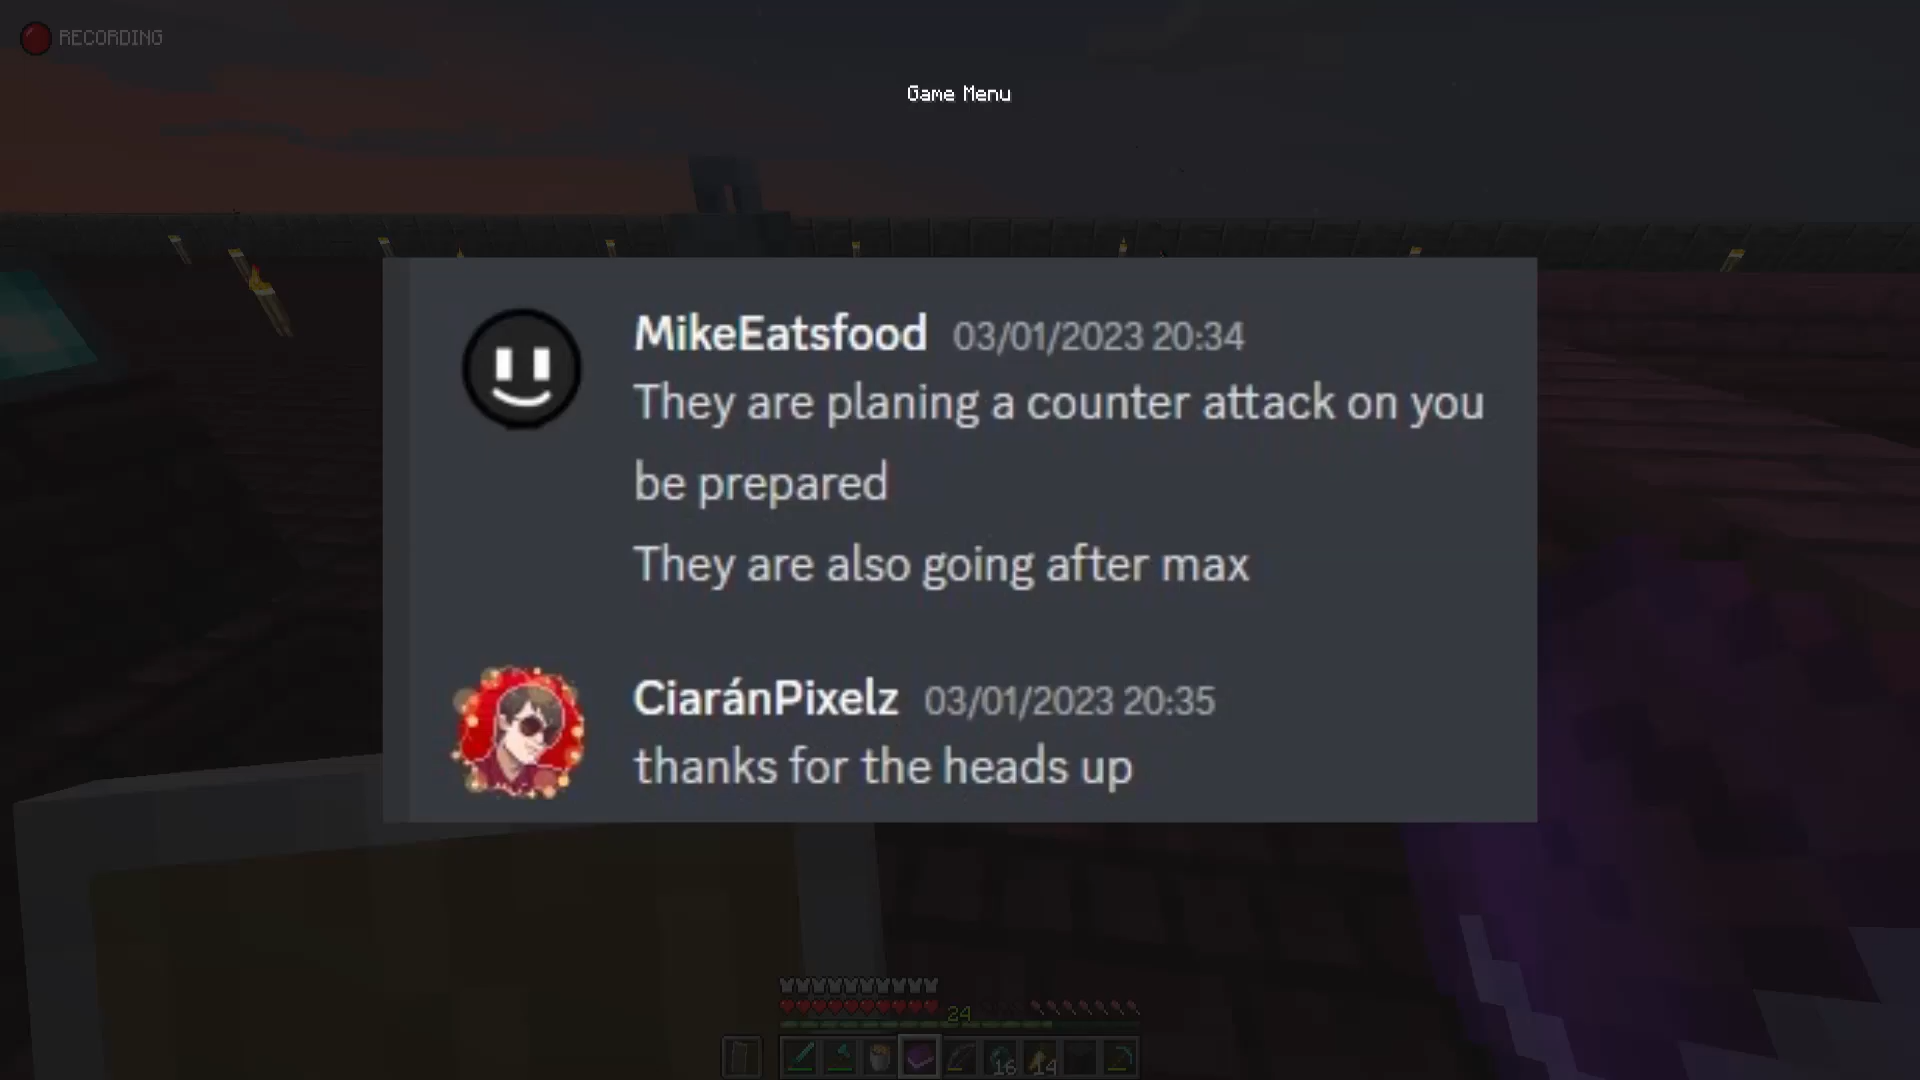 RECORDING
Game Menu
MikeEatsfood 03/01/2023 20:34
They are planing a counter attack on you
be prepared
They are also going after max
CiaránPixelz 03/01/2023 20:35
thanks for the heads up
24
16 14